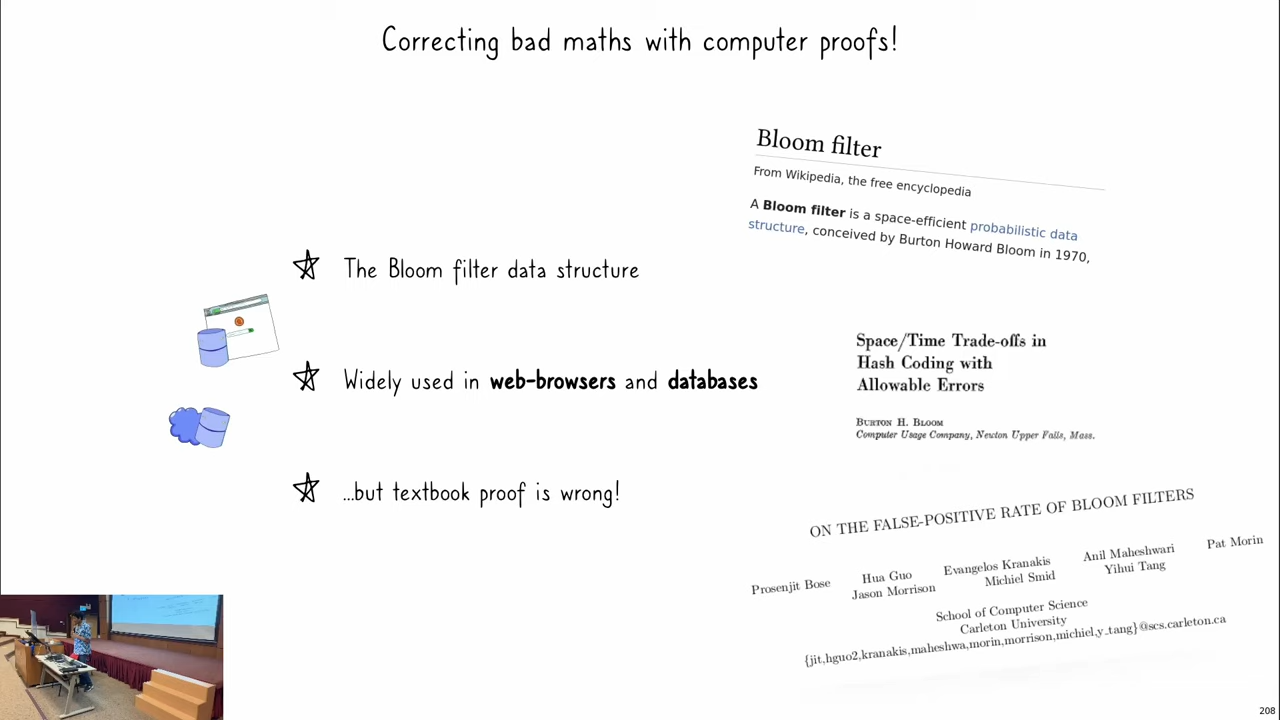 Correcting bad maths with computer proofs!
Bloom filter
From Wikipedia, the free encyclopedia
A Bloom filter is a space-efficient probabilistic data
structure, conceived by Burton Howard Bloom in 1970,
☆ The Bloom filter data structure
☆ Widely used in web-browsers and databases
☆ ...but textbook proof is wrong!
Space/Time Trade-offs in
Hash Coding with
Allowable Errors
BURTON H. BLOOM
Computer Usage Company, Newton Upper Falls, Mass.
ON THE FALSE-POSITIVE RATE OF BLOOM FILTERS
Prosenjit Bose Hua Guo Evangelos Kranakis Anil Maheshwari Pat Morin
Jason Morrison Michiel Smid Yihui Tang
School of Computer Science
Carleton University
{jit,hguo2,kranakis,maheshwa,morin,morrison,michiel,y_tang}@scs.carleton.ca
208